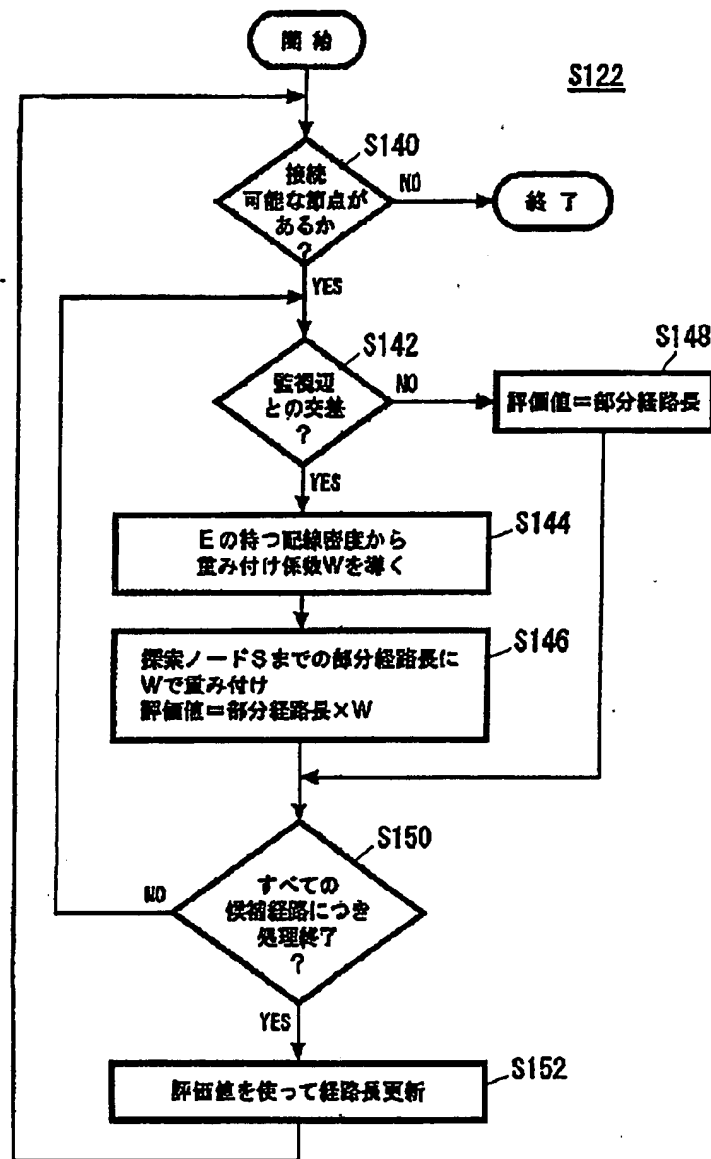 開始
S122
S140
接続
可能な節点が
あるか
?
NO
終了
YES
S142
監視辺
との交差
?
NO
S148
評価値=部分経路長
YES
S144
Eの持つ配線密度から
重み付け係数Wを導く
S146
探索ノードSまでの部分経路長に
Wで重み付け
評価値=部分経路長×W
S150
すべての
候補経路につき
処理終了
?
NO
YES
S152
評価値を使って経路長更新